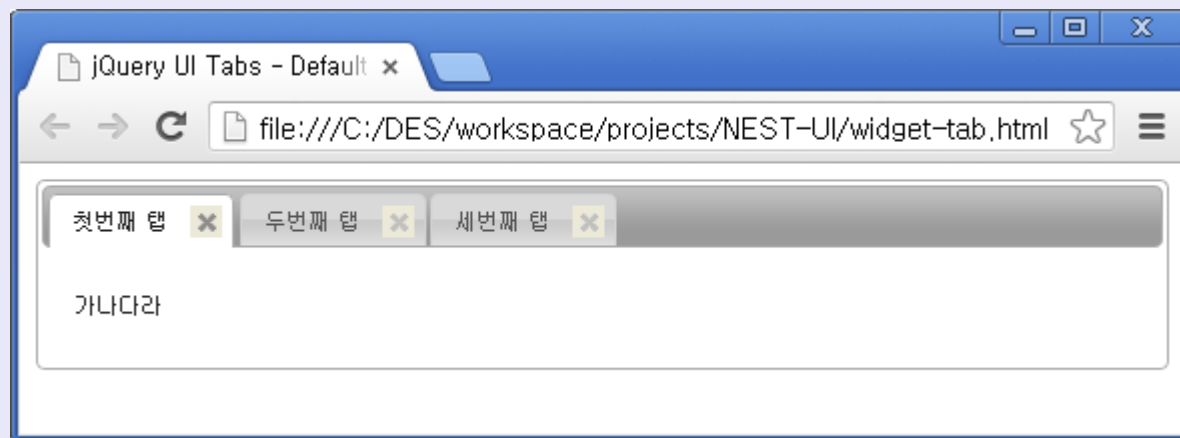 jQuery UI Tabs - Default
file:///C:/DES/workspace/projects/NEST-UI/widget-tab.html
첫번째 탭 두번째 탭 세번째 탭
가나다라